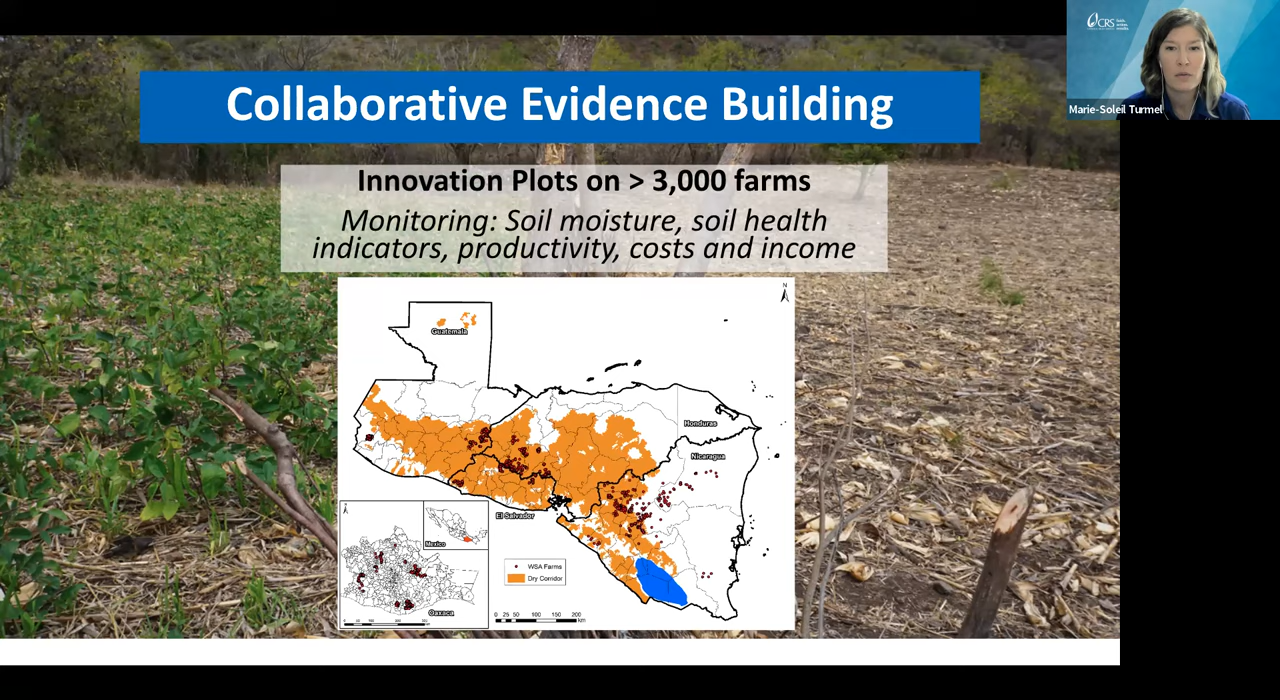 Collaborative Evidence Building
Innovation Plots on > 3,000 farms
Monitoring: Soil moisture, soil health
indicators, productivity, costs and income
CRS
Marie-Soleil Turmel
N
Guatemala
Honduras
Nicaragua
El Salvador
Mexico
Oaxaca
WSA Farms
Dry Corridor
0 25 50 100 150 200
km